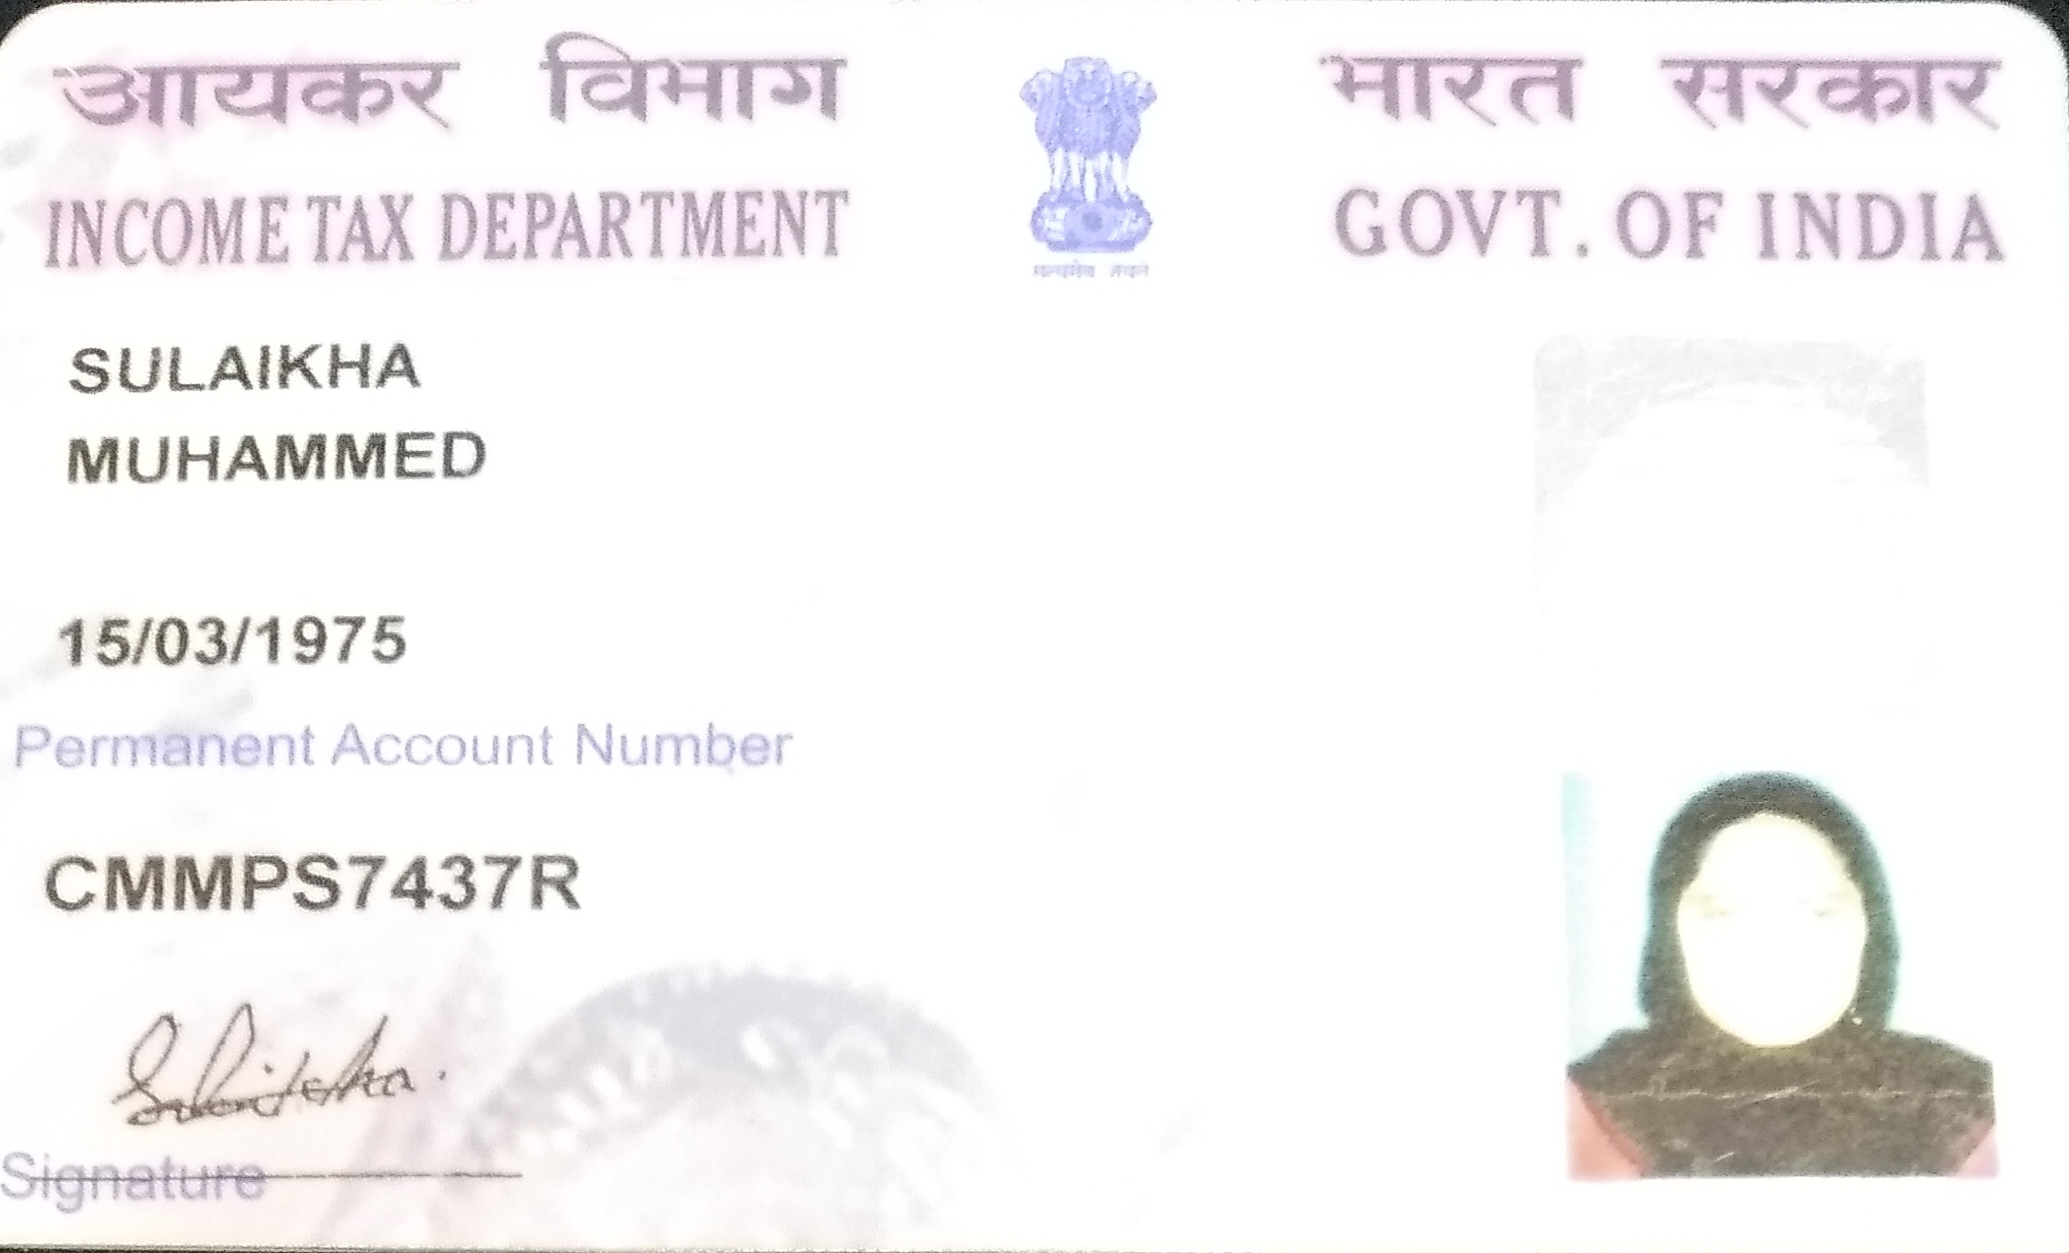 आयकर विभाग
INCOME TAX DEPARTMENT
भारत सरकार
GOVT. OF INDIA
सत्यमेव जयते
SULAIKHA
MUHAMMED
15/03/1975
Permanent Account Number
CMMPS7437R
Signature